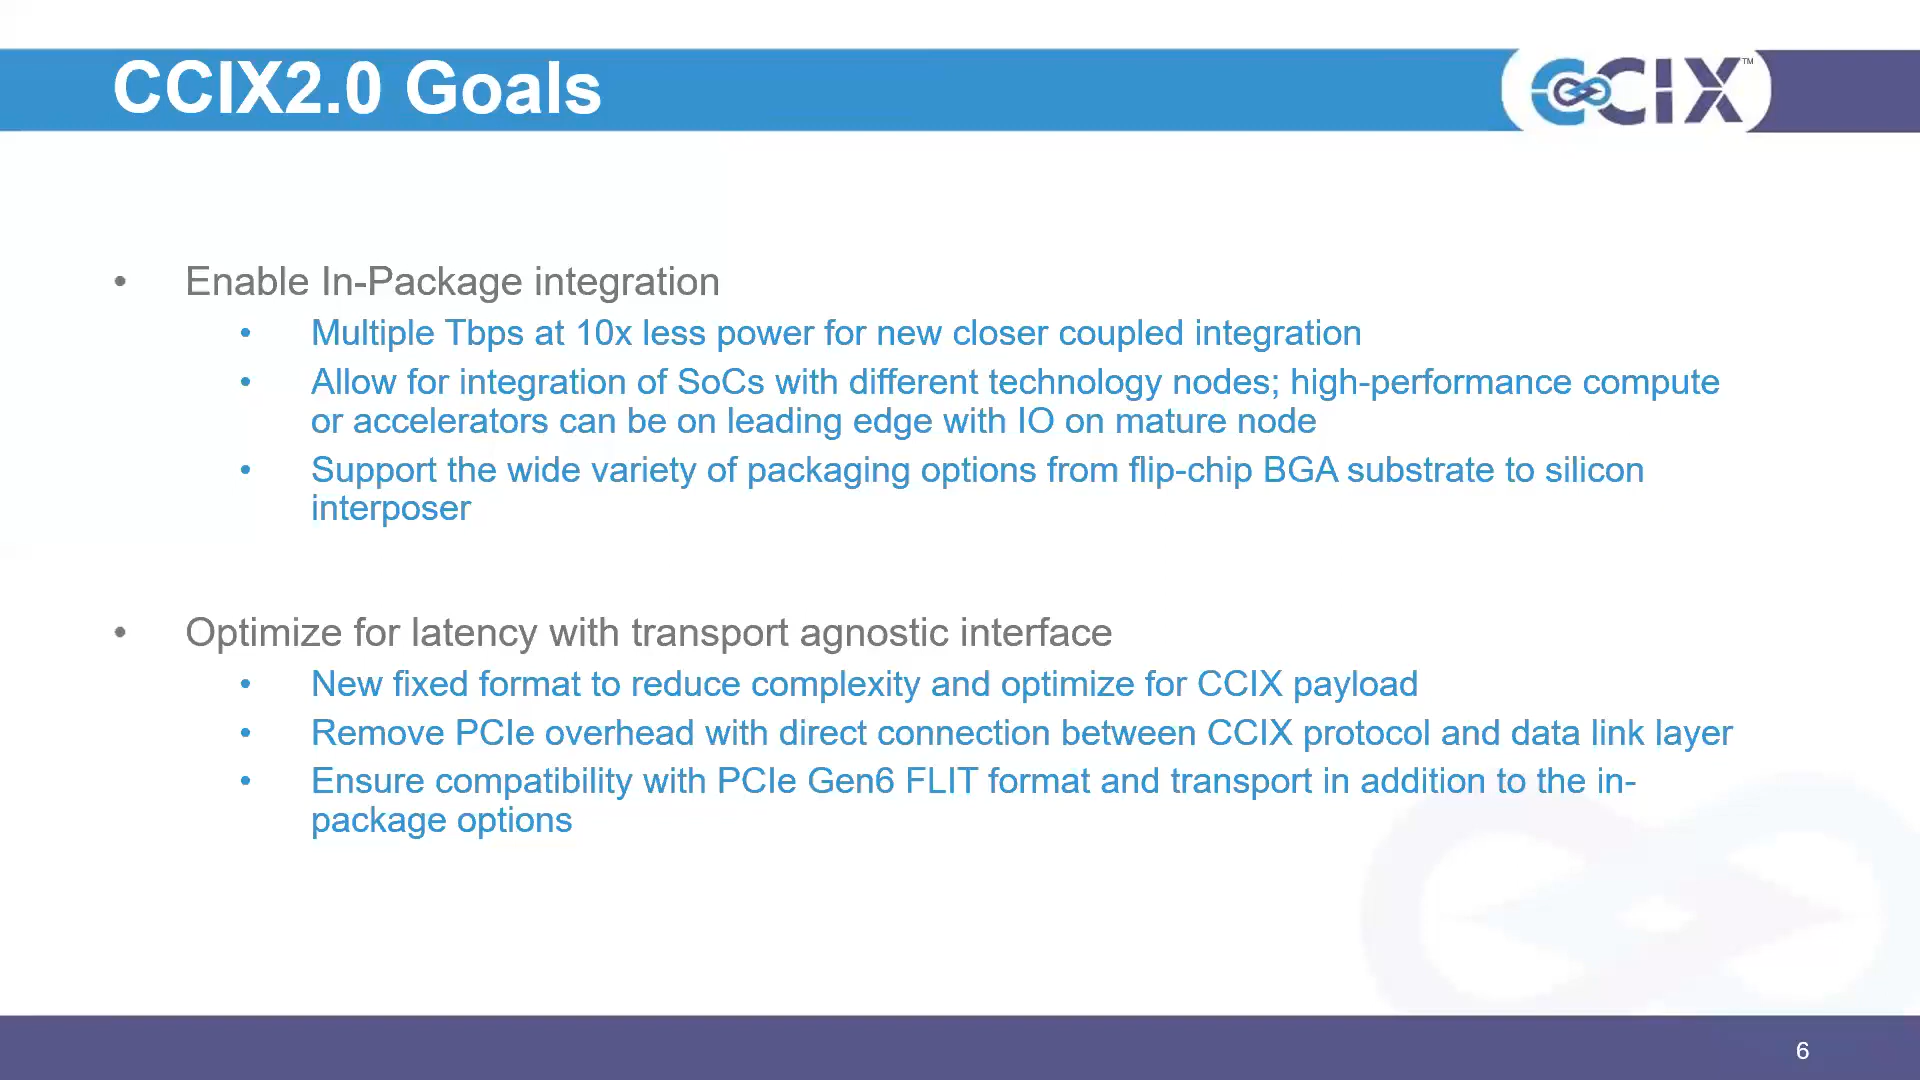 CCIX2.0 Goals
CCIX™
• Enable In-Package integration
• Multiple Tbps at 10x less power for new closer coupled integration
• Allow for integration of SoCs with different technology nodes; high-performance compute
or accelerators can be on leading edge with IO on mature node
• Support the wide variety of packaging options from flip-chip BGA substrate to silicon
interposer
• Optimize for latency with transport agnostic interface
• New fixed format to reduce complexity and optimize for CCIX payload
• Remove PCIe overhead with direct connection between CCIX protocol and data link layer
• Ensure compatibility with PCIe Gen6 FLIT format and transport in addition to the in-
package options
6